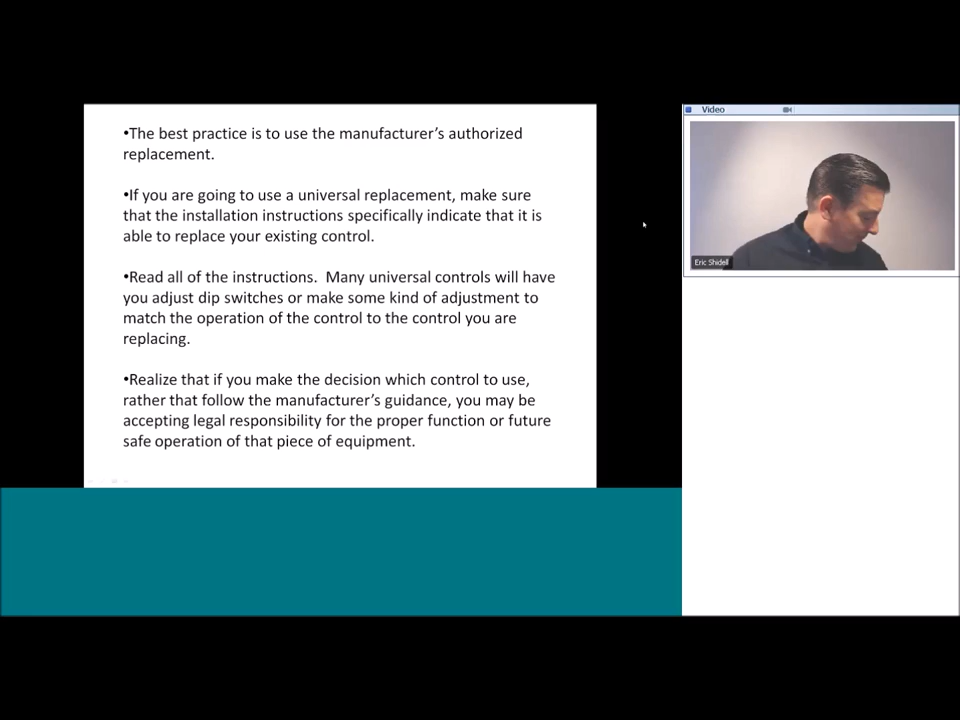 •The best practice is to use the manufacturer's authorized
replacement.
•If you are going to use a universal replacement, make sure
that the installation instructions specifically indicate that it is
able to replace your existing control.
•Read all of the instructions.  Many universal controls will have
you adjust dip switches or make some kind of adjustment to
match the operation of the control to the control you are
replacing.
•Realize that if you make the decision which control to use,
rather that follow the manufacturer's guidance, you may be
accepting legal responsibility for the proper function or future
safe operation of that piece of equipment.
Video
Eric Shidell